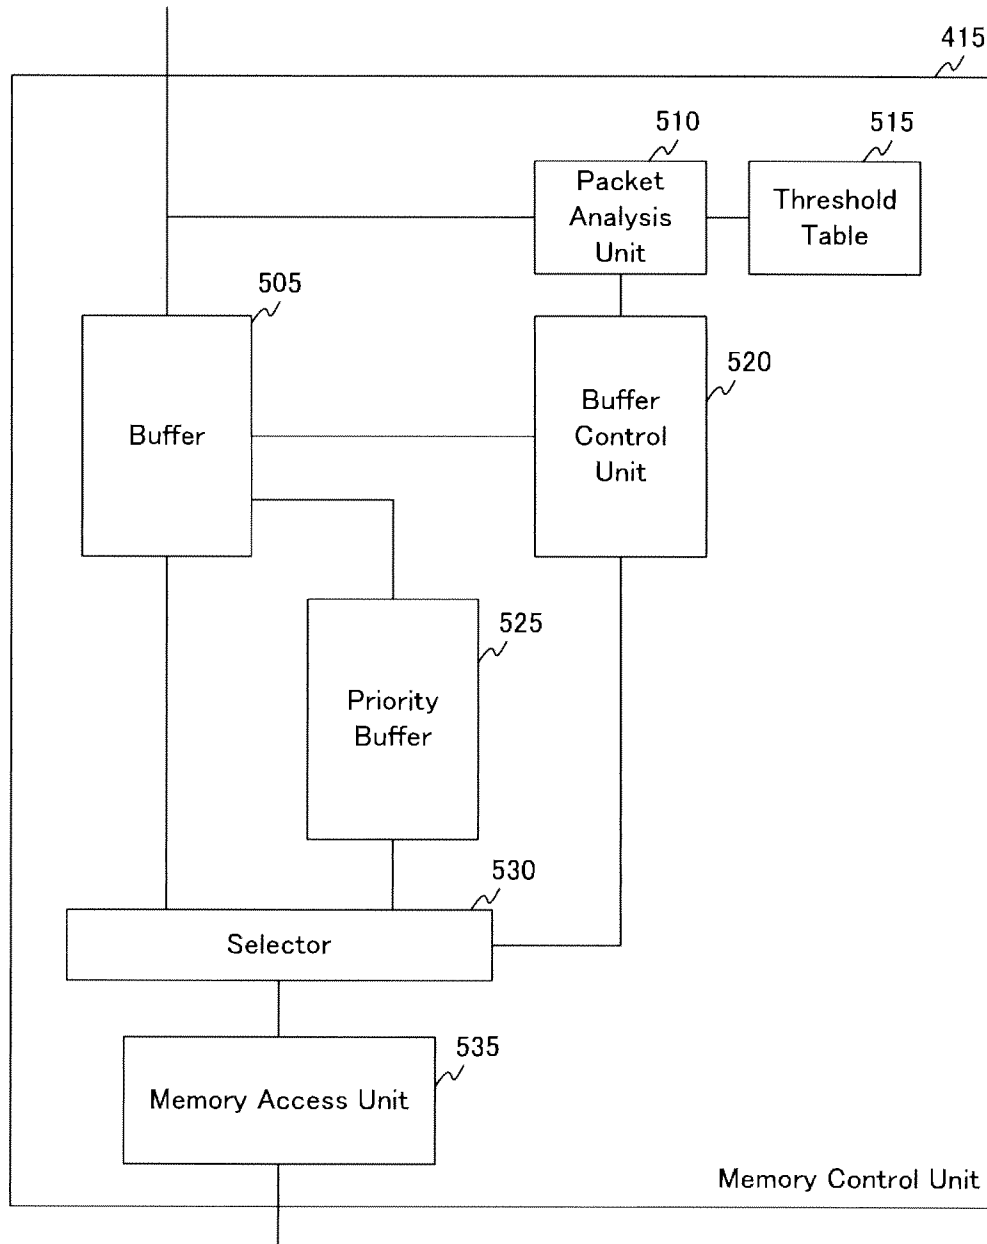 415
510
515
Packet
Analysis
Unit
Threshold
Table
505
520
Buffer
Buffer
Control
Unit
525
Priority
Buffer
530
Selector
535
Memory Access Unit
Memory Control Unit